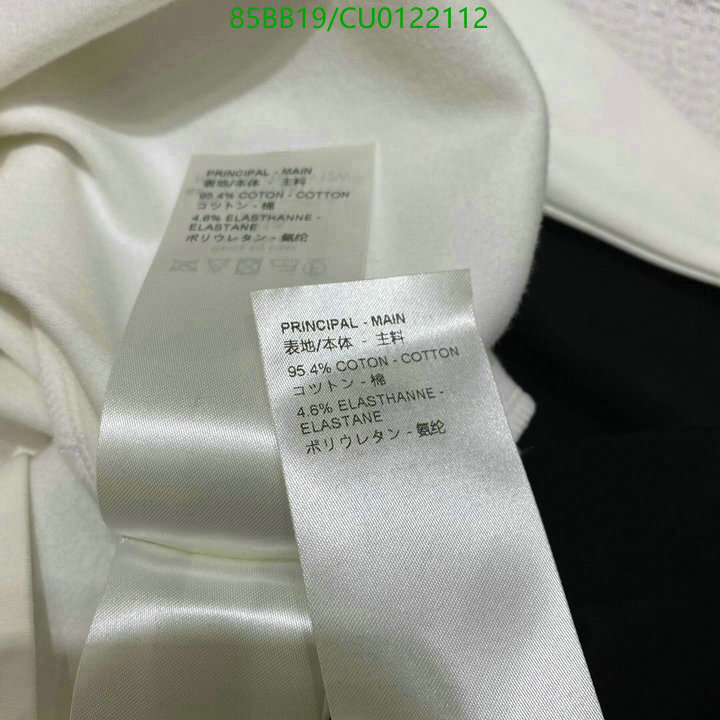 85BB19/CU0122112
PRINCIPAL - MAIN
表地/本体 - 主料
95.4% COTON - COTTON
コットン - 棉
4.6% ELASTHANNE -
ELASTANE
ポリウレタン - 氨纶
PRINCIPAL - MAIN
表地/本体 - 主料
95.4% COTON - COTTON
コットン - 棉
4.6% ELASTHANNE -
ELASTANE
ポリウレタン - 氨纶